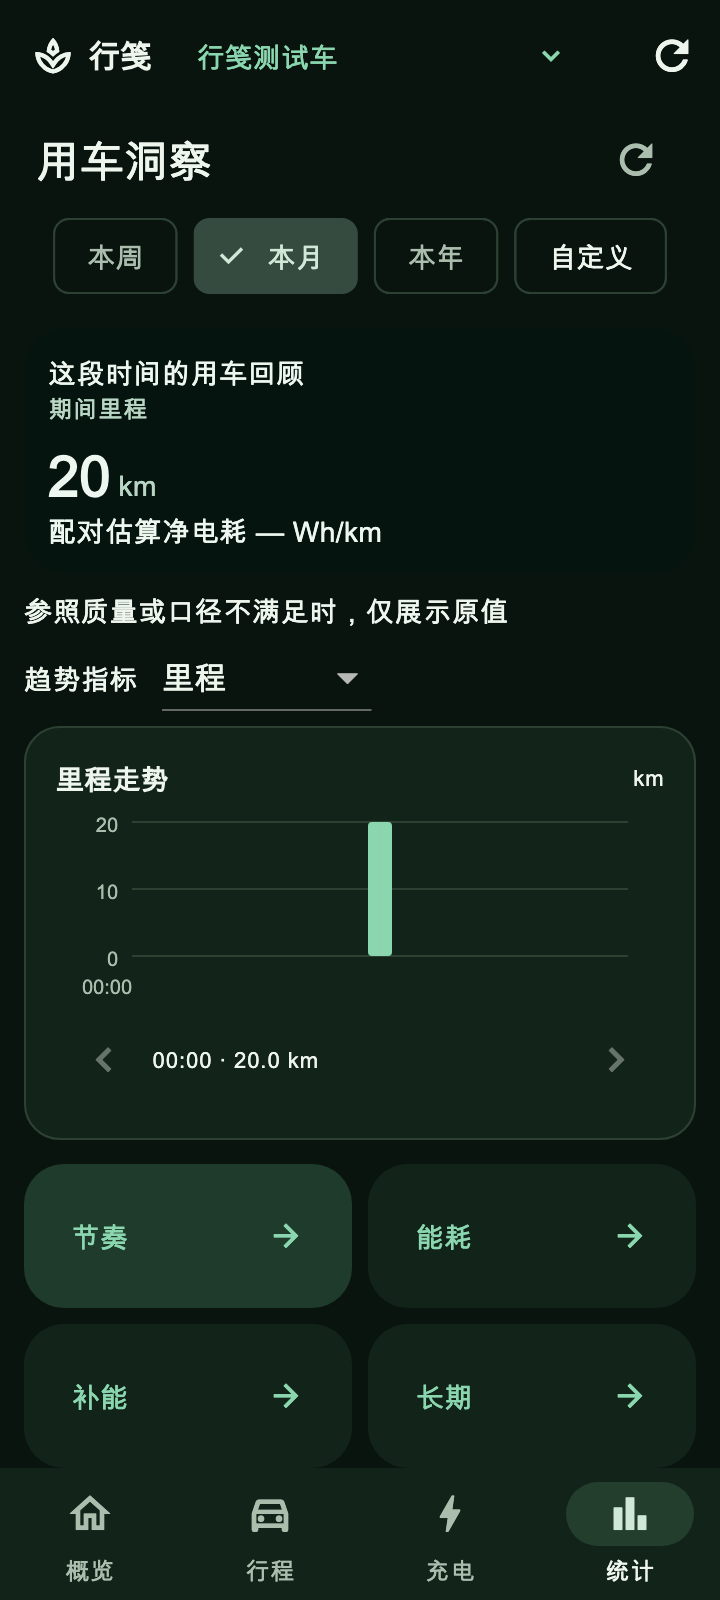 行笺 行笺测试车
用车洞察
本周 本月 本年 自定义
这段时间的用车回顾
期间里程
20 km
配对估算净电耗 — Wh/km
参照质量或口径不满足时，仅展示原值
趋势指标 里程
里程走势 km
20
10
0
00:00
00:00 · 20.0 km
节奏 能耗
补能 长期
概览 行程 充电 统计